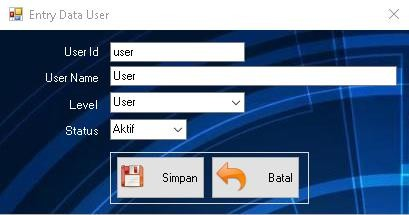 Entry Data User
User Id user
User Name User
Level User
Status Aktif
Simpan Batal